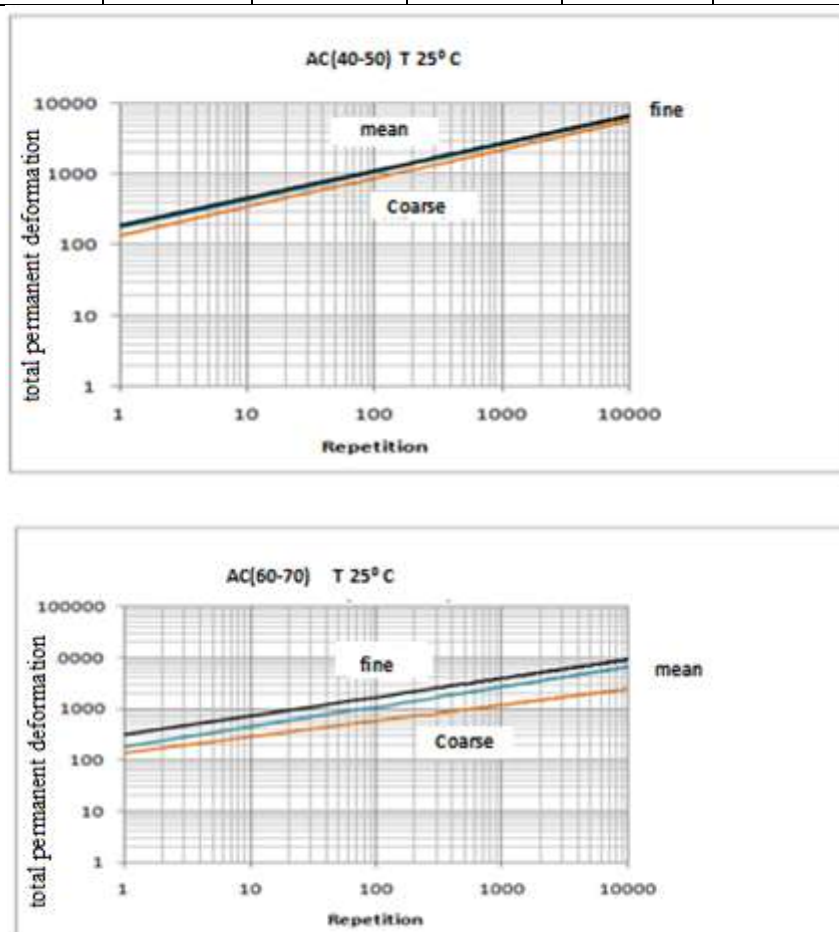 AC(40-50) T 25⁰ C
10000
fine
mean
1000
Coarse
100
10
1
total permanent deformation
1 10 100 1000 10000
Repetition
AC(60-70) T 25⁰ C
100000
0000
fine
mean
1000
Coarse
100
10
1
total permanent deformation
1 10 100 1000 10000
Repetition